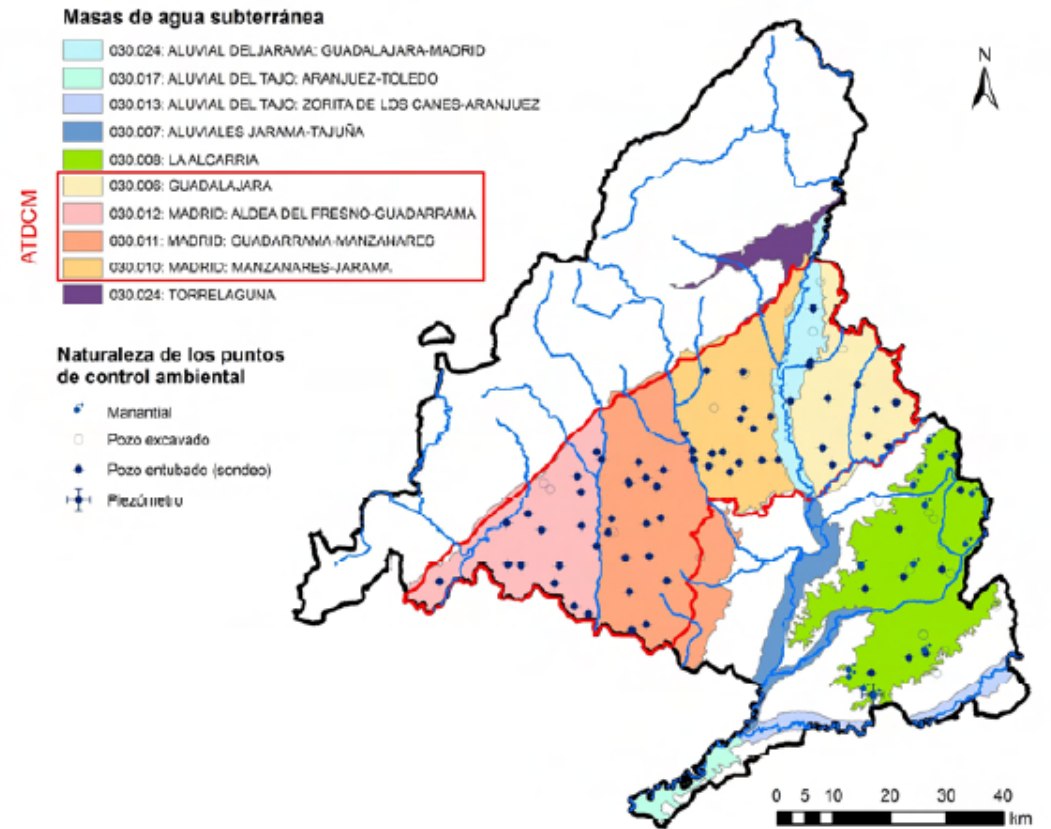 Masas de agua subterránea
030.024: ALUVIAL DEL JARAMA: GUADALAJARA-MADRID
030.017: ALUVIAL DEL TAJO: ARANJUEZ-TOLEDO
030.013: ALUVIAL DEL TAJO: ZORITA DE LOS CANES-ARANJUEZ
030.007: ALUVIALES JARAMA-TAJUÑA
030.008: LA ALCARRIA
030.006: GUADALAJARA
030.012: MADRID: ALDEA DEL FRESNO-GUADARRAMA
030.011: MADRID: GUADARRAMA-MANZANARES
030.010: MADRID: MANZANARES-JARAMA
030.024: TORRELAGUNA
ATDCM
Naturaleza de los puntos
de control ambiental
Manantial
Pozo excavado
Pozo entubado (sondeo)
Piezómetro
N
0 5 10 20 30 40
km